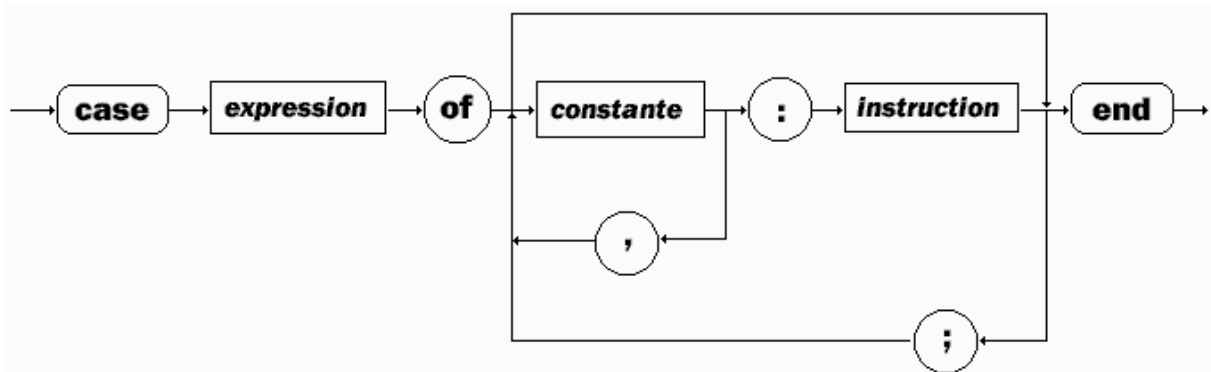 case expression of constante : instruction end
,
;